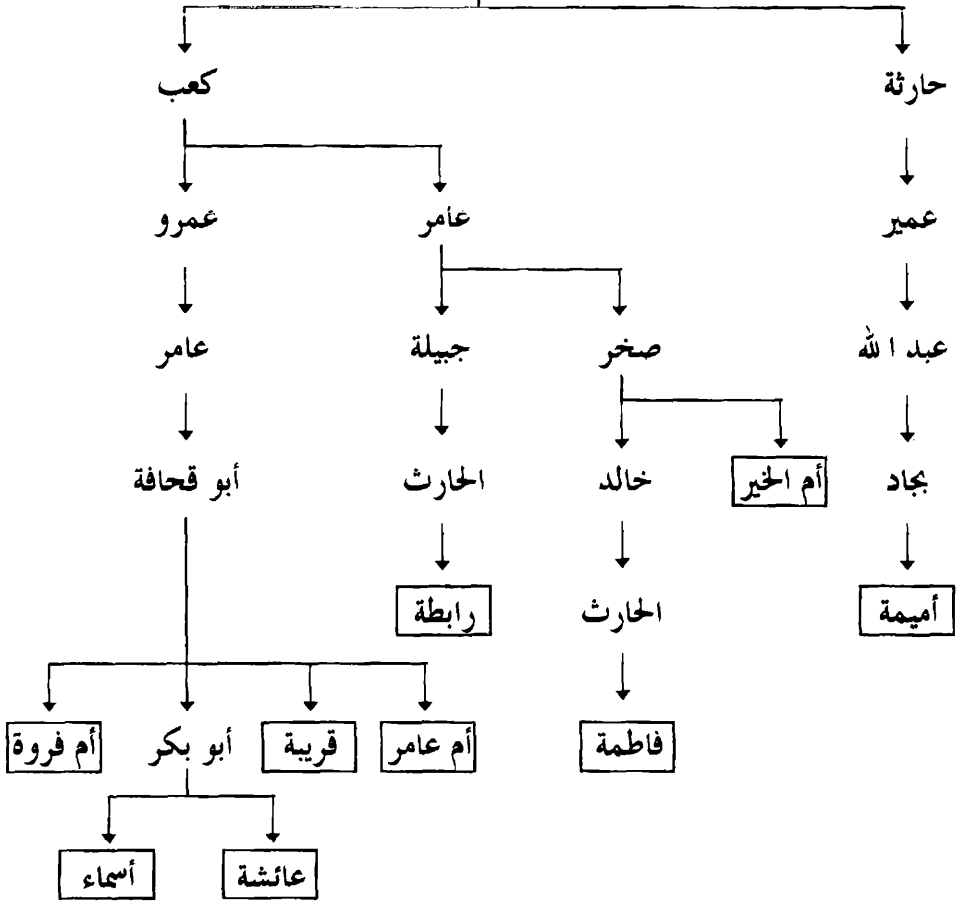 حارثة كعب
عمير عامر عمرو
عبد الله صخر جبيلة عامر
بجاد أم الخير خالد الحارث أبو قحافة
أميمة الحارث رابطة
فاطمة أم عامر قريبة أبو بكر أم فروة
عائشة أسماء